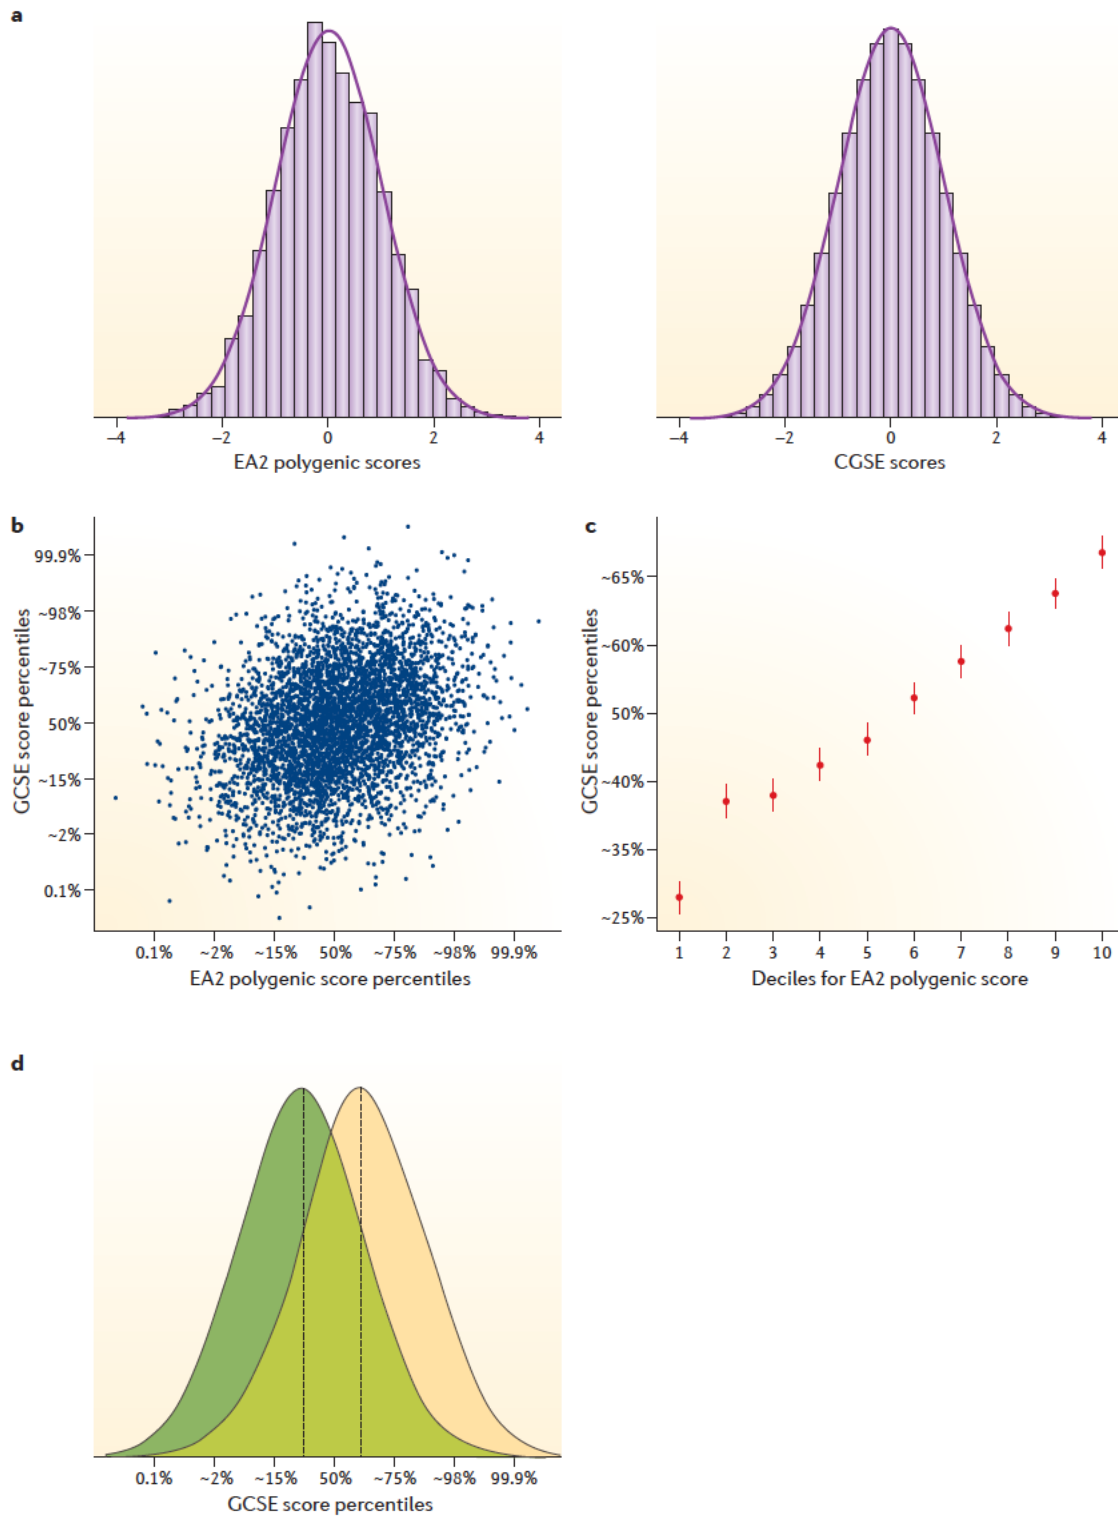 a
−4 −2 0 2 4
EA2 polygenic scores
−4 −2 0 2 4
CGSE scores
b
99.9%
~98%
~75%
50%
~15%
~2%
0.1%
GCSE score percentiles
0.1% ~2% ~15% 50% ~75% ~98% 99.9%
EA2 polygenic score percentiles
c
~65%
~60%
50%
~40%
~35%
~25%
GCSE score percentiles
1 2 3 4 5 6 7 8 9 10
Deciles for EA2 polygenic score
d
0.1% ~2% ~15% 50% ~75% ~98% 99.9%
GCSE score percentiles